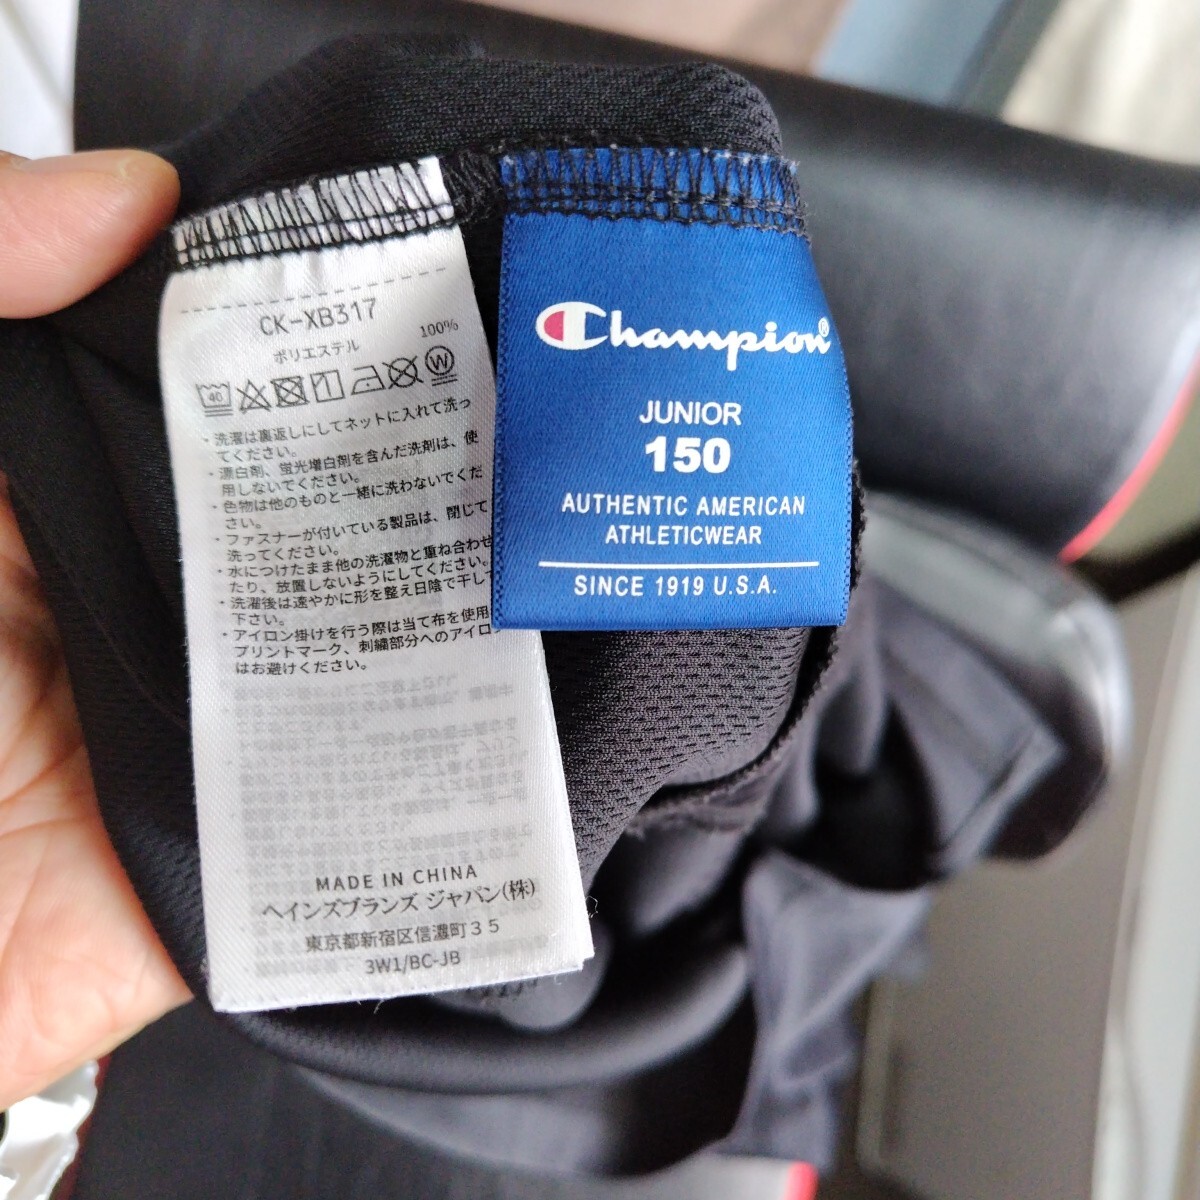 CK-XB317
ポリエステル 100%
40 W
・洗濯は裏返しにしてネットに入れて洗っ
てください。
・漂白剤、蛍光増白剤を含んだ洗剤は、使
用しないでください。
・色物は他のものと一緒に洗わないでくだ
さい。
・ファスナーが付いている製品は、閉じて
洗ってください。
・水につけたまま他の洗濯物と重ね合わせ
たり、放置しないようにしてください。
・洗濯後は速やかに形を整え日陰で干して
下さい。
・アイロン掛けを行う際は当て布を使用
プリントマーク、刺繍部分へのアイロ
はお避けください。
MADE IN CHINA
ヘインズブランズ ジャパン(株)
東京都新宿区信濃町35
3W1/BC-JB
Champion®
JUNIOR
150
AUTHENTIC AMERICAN
ATHLETICWEAR
SINCE 1919 U.S.A.